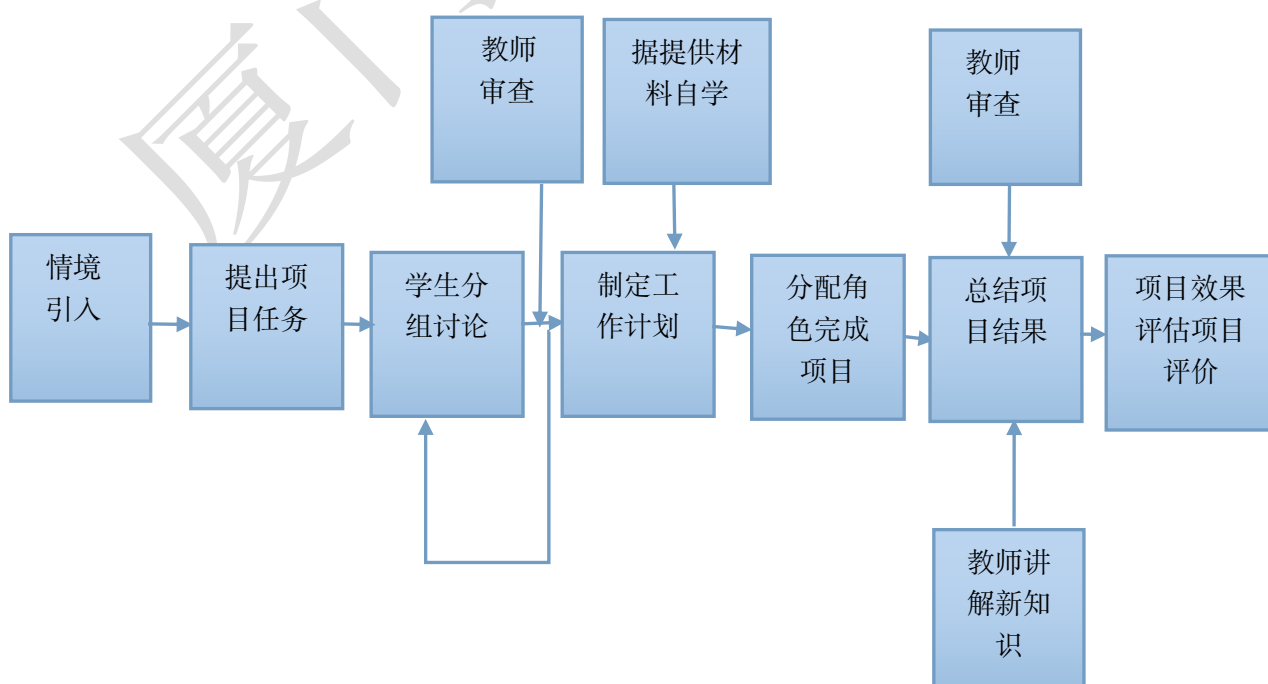 厦门
教师
审查
据提供材
料自学
教师
审查
情境
引入
提出项
目任务
学生分
组讨论
制定工
作计划
分配角
色完成
项目
总结项
目结果
项目效果
评估项目
评价
教师讲
解新知
识